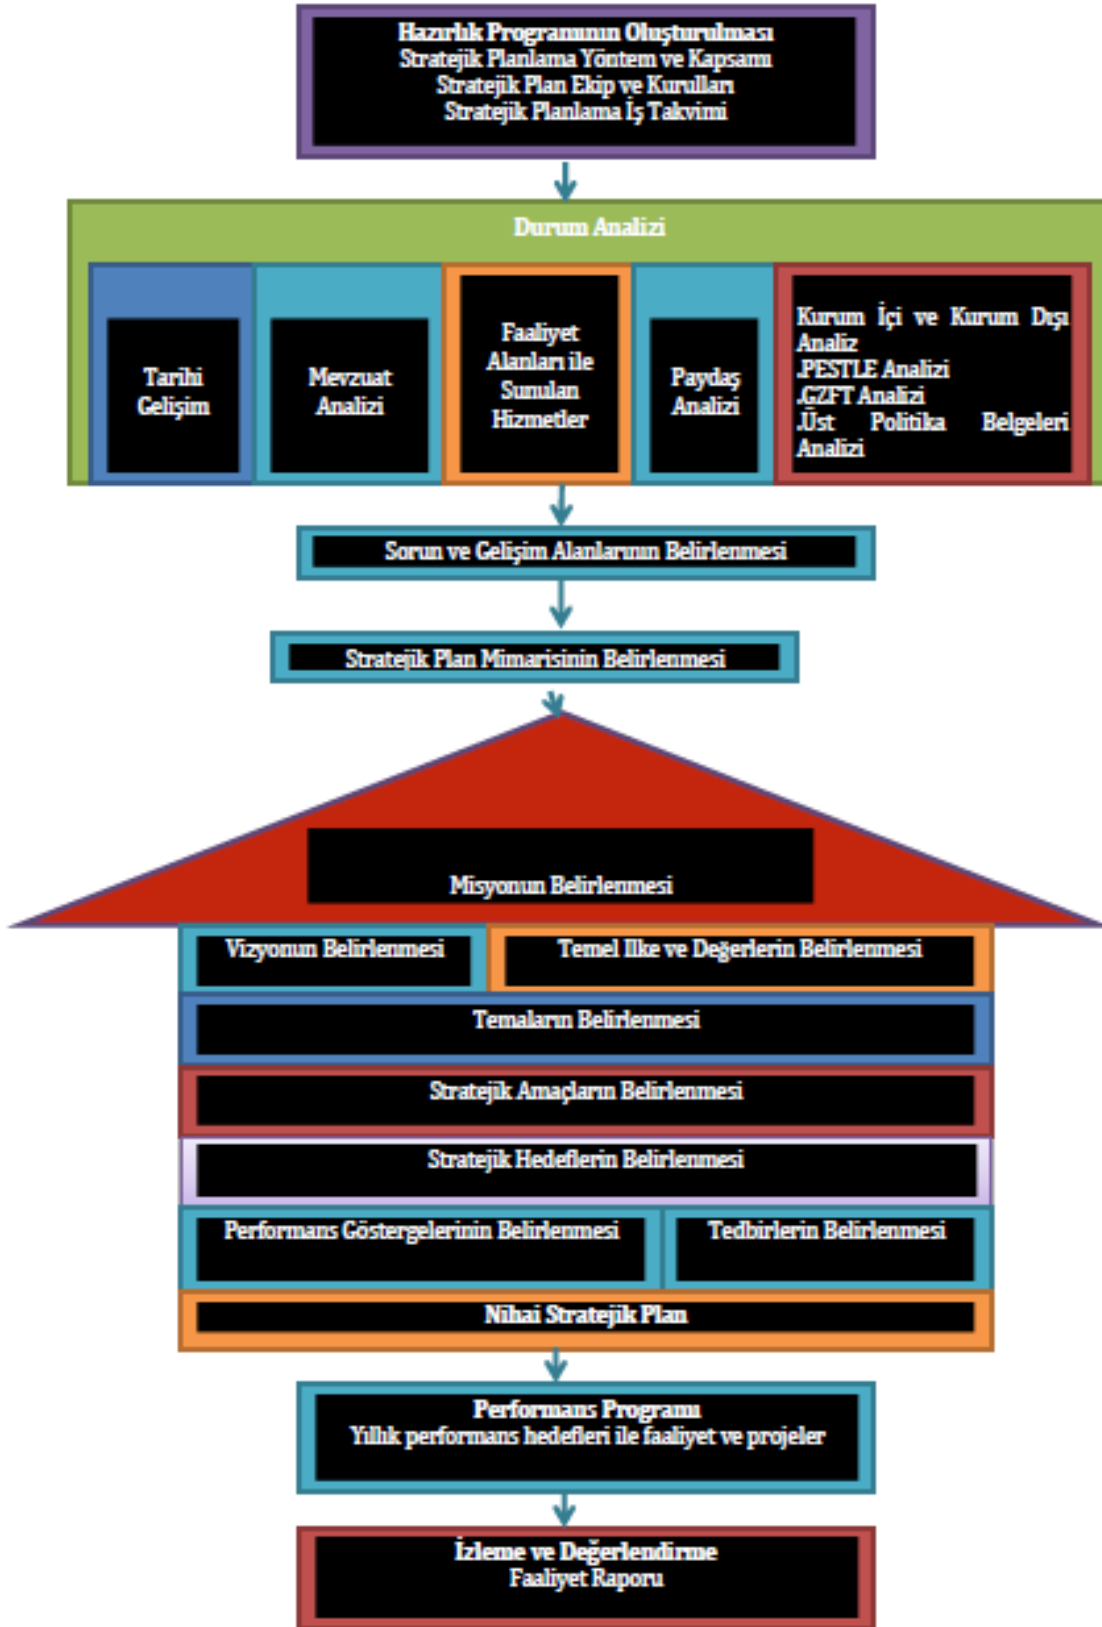 Hazırlık Programının Oluşturulması
Stratejik Planlama Yöntem ve Kapsamı
Stratejik Plan Ekip ve Kurulları
Stratejik Planlama İş Takvimi
Durum Analizi
Tarihi
Gelişim
Mevzuat
Analizi
Faaliyet
Alanları ile
Sunulan
Hizmetler
Paydaş
Analizi
Kurum İçi ve Kurum Dışı
Analiz
.PESTLE Analizi
.GZFT Analizi
.Üst Politika Belgeleri
Analizi
Sorun ve Gelişim Alanlarının Belirlenmesi
Stratejik Plan Mimarisinin Belirlenmesi
Misyonun Belirlenmesi
Vizyonun Belirlenmesi
Temel Ilke ve Değerlerin Belirlenmesi
Temaların Belirlenmesi
Stratejik Amaçların Belirlenmesi
Stratejik Hedeflerin Belirlenmesi
Performans Göstergelerinin Belirlenmesi
Tedbirlerin Belirlenmesi
Nihai Stratejik Plan
Performans Programı
Yıllık performans hedefleri ile faaliyet ve projeler
İzleme ve Değerlendirme
Faaliyet Raporu